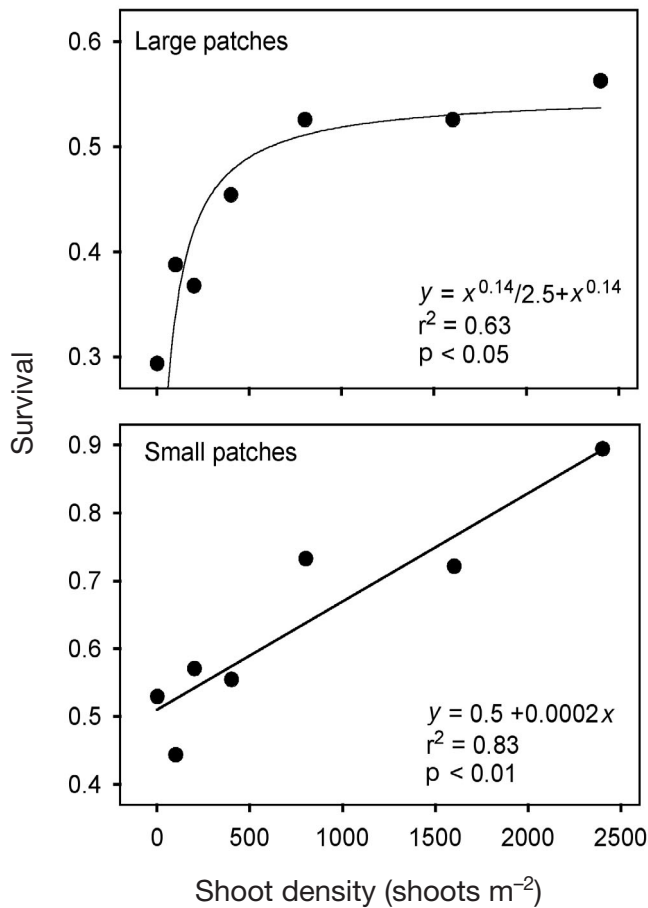 Large patches
0.6
0.5
0.4
0.3
y = x^0.14/2.5+x^0.14
r² = 0.63
p < 0.05
Survival
Small patches
0.9
0.8
0.7
0.6
0.5
0.4
y = 0.5 +0.0002x
r² = 0.83
p < 0.01
0 500 1000 1500 2000 2500
Shoot density (shoots m⁻²)